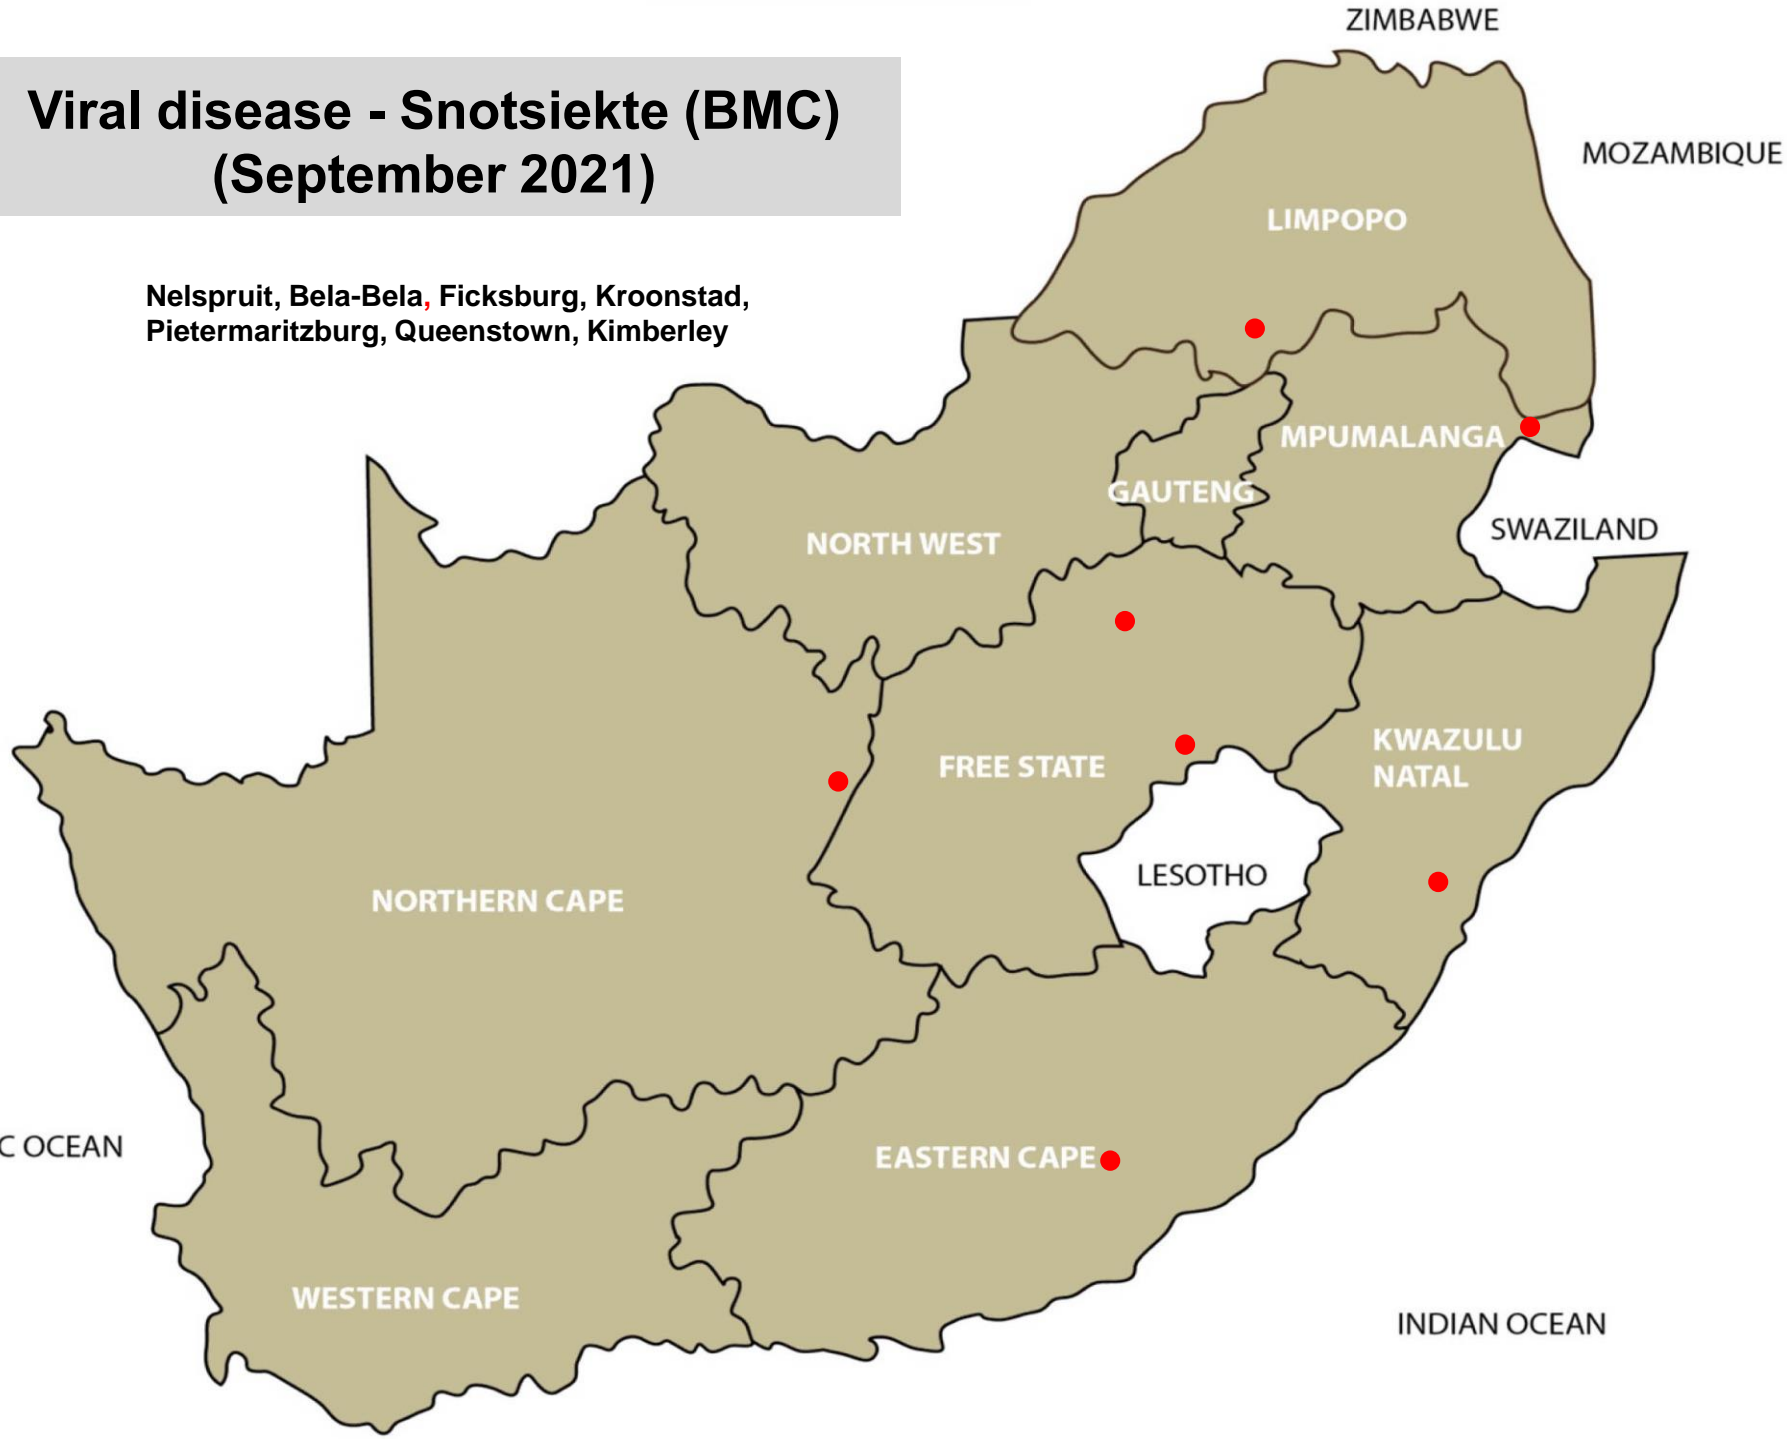 ZIMBABWE
Viral disease - Snotsiekte (BMC)
(September 2021)
MOZAMBIQUE
LIMPOPO
Nelspruit, Bela-Bela, Ficksburg, Kroonstad,
Pietermaritzburg, Queenstown, Kimberley
MPUMALANGA
GAUTENG
SWAZILAND
NORTH WEST
KWAZULU
NATAL
FREE STATE
LESOTHO
NORTHERN CAPE
C OCEAN
EASTERN CAPE
WESTERN CAPE
INDIAN OCEAN